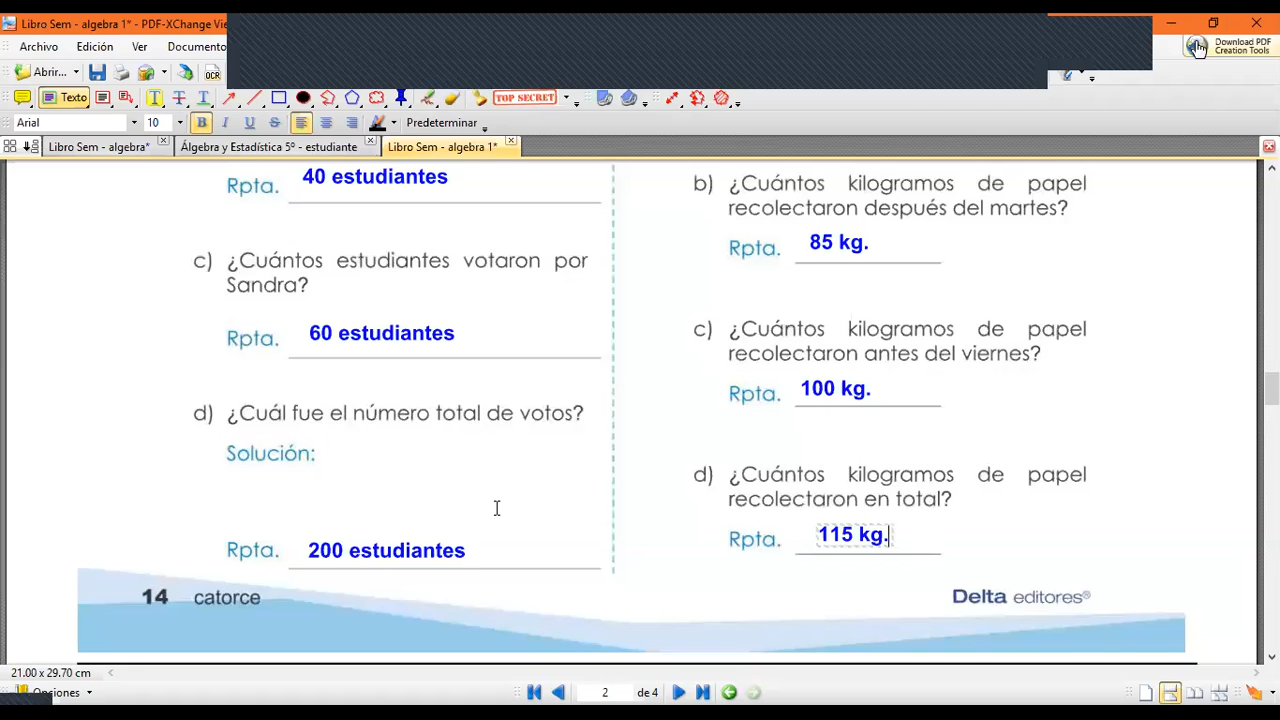 Libro Sem - algebra 1* - PDF-XChange Vie
Archivo Edición Ver Documento
Download PDF
Creation Tools
Abrir...
OCR
Texto
TOP SECRET
Arial 10 B I U S Predeterminar
Libro Sem - algebra* Álgebra y Estadística 5º - estudiante Libro Sem - algebra 1*
Rpta. 40 estudiantes
c) ¿Cuántos estudiantes votaron por
Sandra?
Rpta. 60 estudiantes
d) ¿Cuál fue el número total de votos?
Solución:
Rpta. 200 estudiantes
b) ¿Cuántos kilogramos de papel
recolectaron después del martes?
Rpta. 85 kg.
c) ¿Cuántos kilogramos de papel
recolectaron antes del viernes?
Rpta. 100 kg.
d) ¿Cuántos kilogramos de papel
recolectaron en total?
Rpta. 115 kg.
14 catorce
Delta editores®
21.00 x 29.70 cm
Opciones
2 de 4